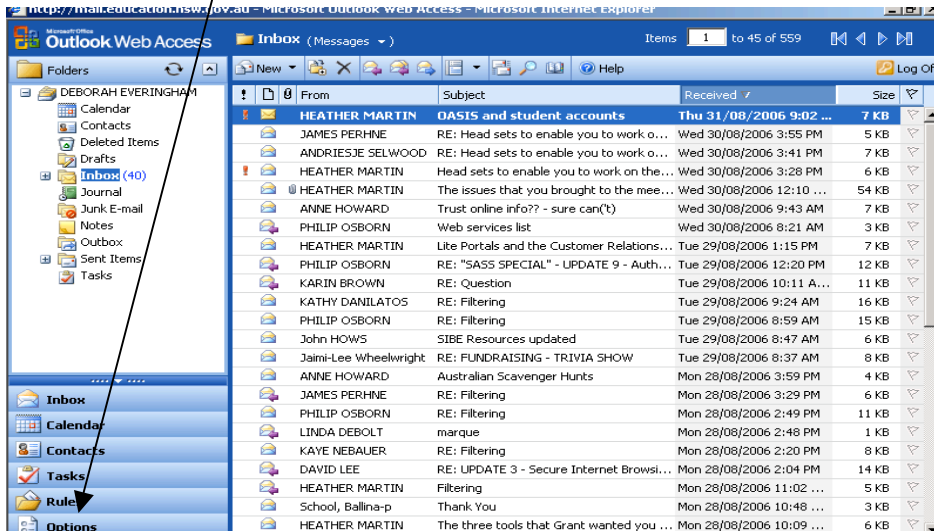 http://mail.education.nsw.gov.au - Microsoft Outlook Web Access - Microsoft Internet Explorer
Microsoft Office
Outlook Web Access
Inbox (Messages)
Items 1 to 45 of 559
Folders
New
Help
Log Of
DEBORAH EVERINGHAM
Calendar
Contacts
Deleted Items
Drafts
Inbox (40)
Journal
Junk E-mail
Notes
Outbox
Sent Items
Tasks
Inbox
Calendar
Contacts
Tasks
Rules
Options
! From Subject Received Size
HEATHER MARTIN OASIS and student accounts Thu 31/08/2006 9:02 ... 7 KB
JAMES PERHNE RE: Head sets to enable you to work o... Wed 30/08/2006 3:55 PM 5 KB
ANDRIESJE SELWOOD RE: Head sets to enable you to work o... Wed 30/08/2006 3:41 PM 7 KB
! HEATHER MARTIN Head sets to enable you to work on the... Wed 30/08/2006 3:28 PM 6 KB
HEATHER MARTIN The issues that you brought to the mee... Wed 30/08/2006 12:10 ... 54 KB
ANNE HOWARD Trust online info?? - sure can('t) Wed 30/08/2006 9:43 AM 7 KB
PHILIP OSBORN Web services list Wed 30/08/2006 8:21 AM 3 KB
HEATHER MARTIN Lite Portals and the Customer Relations... Tue 29/08/2006 1:15 PM 7 KB
PHILIP OSBORN RE: "SASS SPECIAL" - UPDATE 9 - Auth... Tue 29/08/2006 12:20 PM 12 KB
KARIN BROWN RE: Question Tue 29/08/2006 10:11 A... 11 KB
KATHY DANILATOS RE: Filtering Tue 29/08/2006 9:24 AM 16 KB
PHILIP OSBORN RE: Filtering Tue 29/08/2006 8:59 AM 15 KB
John HOWS SIBE Resources updated Tue 29/08/2006 8:47 AM 6 KB
Jaimi-Lee Wheelwright RE: FUNDRAISING - TRIVIA SHOW Tue 29/08/2006 8:37 AM 8 KB
ANNE HOWARD Australian Scavenger Hunts Mon 28/08/2006 3:59 PM 4 KB
JAMES PERHNE RE: Filtering Mon 28/08/2006 3:29 PM 6 KB
PHILIP OSBORN RE: Filtering Mon 28/08/2006 2:49 PM 11 KB
LINDA DEBOLT marque Mon 28/08/2006 2:48 PM 1 KB
KAYE NEBAUER RE: Filtering Mon 28/08/2006 2:20 PM 8 KB
DAVID LEE RE: UPDATE 3 - Secure Internet Browsi... Mon 28/08/2006 2:04 PM 14 KB
HEATHER MARTIN Filtering Mon 28/08/2006 11:02 ... 5 KB
School, Ballina-p Thank You Mon 28/08/2006 10:48 ... 3 KB
HEATHER MARTIN The three tools that Grant wanted you ... Mon 28/08/2006 10:09 ... 6 KB